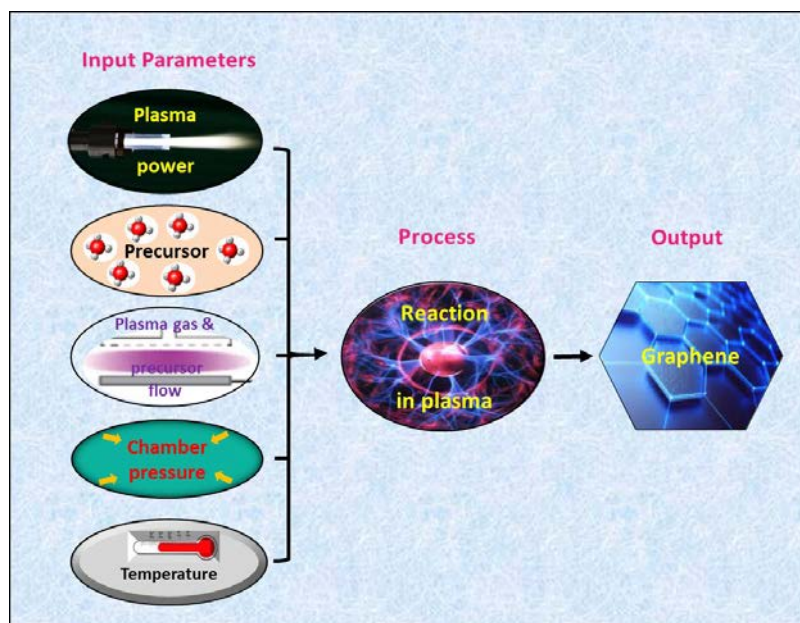 Input Parameters
Plasma
power
Precursor
Plasma gas &
precursor
flow
Chamber
pressure
Temperature
Process
Reaction
in plasma
Output
Graphene